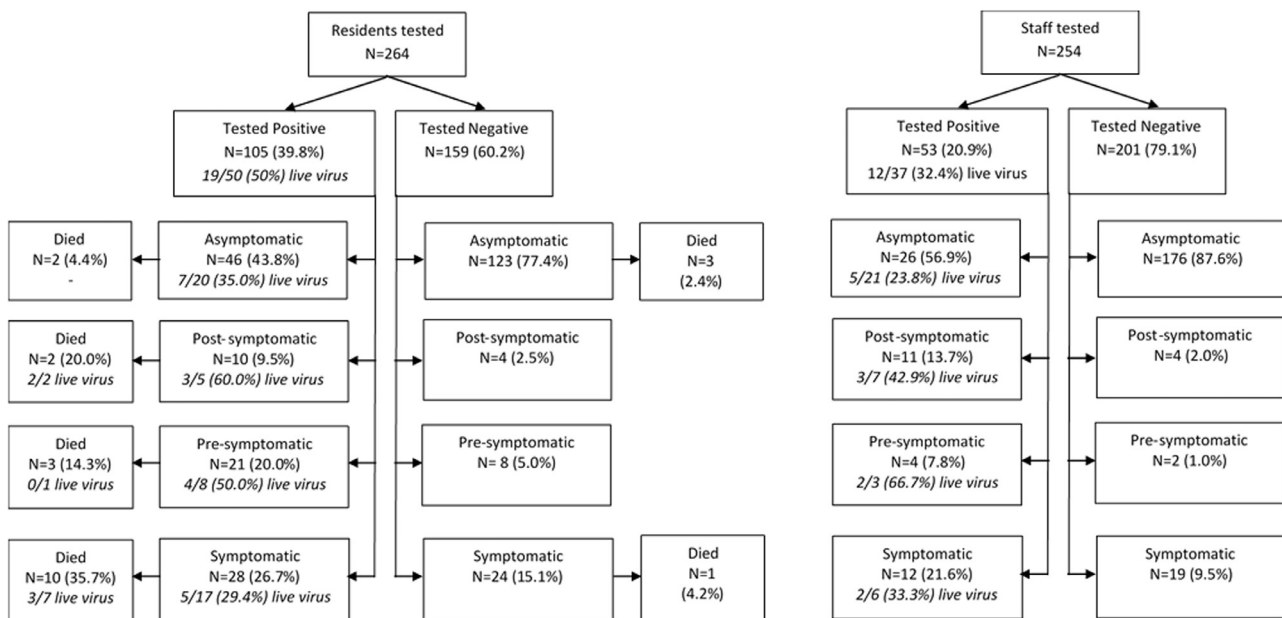 Residents tested
N=264
Tested Positive
N=105 (39.8%)
19/50 (50%) live virus
Tested Negative
N=159 (60.2%)
Died
N=2 (4.4%)
-
Asymptomatic
N=46 (43.8%)
7/20 (35.0%) live virus
Asymptomatic
N=123 (77.4%)
Died
N=3
(2.4%)
Died
N=2 (20.0%)
2/2 live virus
Post- symptomatic
N=10 (9.5%)
3/5 (60.0%) live virus
Post-symptomatic
N=4 (2.5%)
Died
N=3 (14.3%)
0/1 live virus
Pre-symptomatic
N=21 (20.0%)
4/8 (50.0%) live virus
Pre-symptomatic
N= 8 (5.0%)
Died
N=10 (35.7%)
3/7 live virus
Symptomatic
N=28 (26.7%)
5/17 (29.4%) live virus
Symptomatic
N=24 (15.1%)
Died
N=1
(4.2%)
Staff tested
N=254
Tested Positive
N=53 (20.9%)
12/37 (32.4%) live virus
Tested Negative
N=201 (79.1%)
Asymptomatic
N=26 (56.9%)
5/21 (23.8%) live virus
Asymptomatic
N=176 (87.6%)
Post-symptomatic
N=11 (13.7%)
3/7 (42.9%) live virus
Post-symptomatic
N=4 (2.0%)
Pre-symptomatic
N=4 (7.8%)
2/3 (66.7%) live virus
Pre-symptomatic
N=2 (1.0%)
Symptomatic
N=12 (21.6%)
2/6 (33.3%) live virus
Symptomatic
N=19 (9.5%)